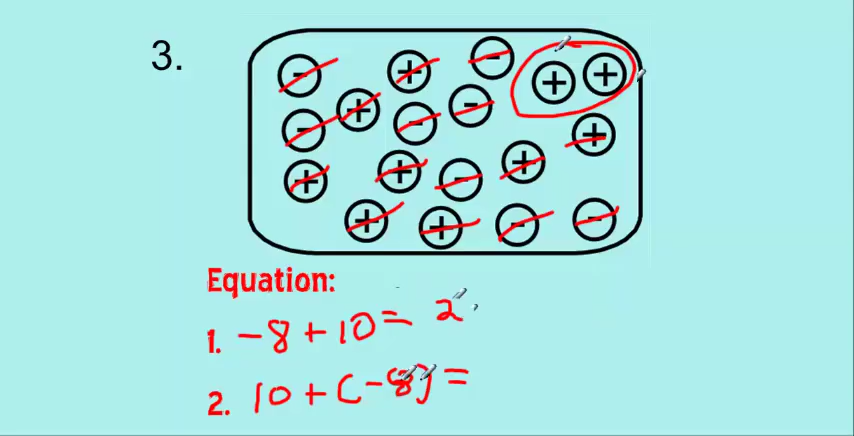 3.
- + - + +
+ - -
- +
+ + - +
+ + - -
Equation:
1. -8+10= 2
2. 10+(-8)=